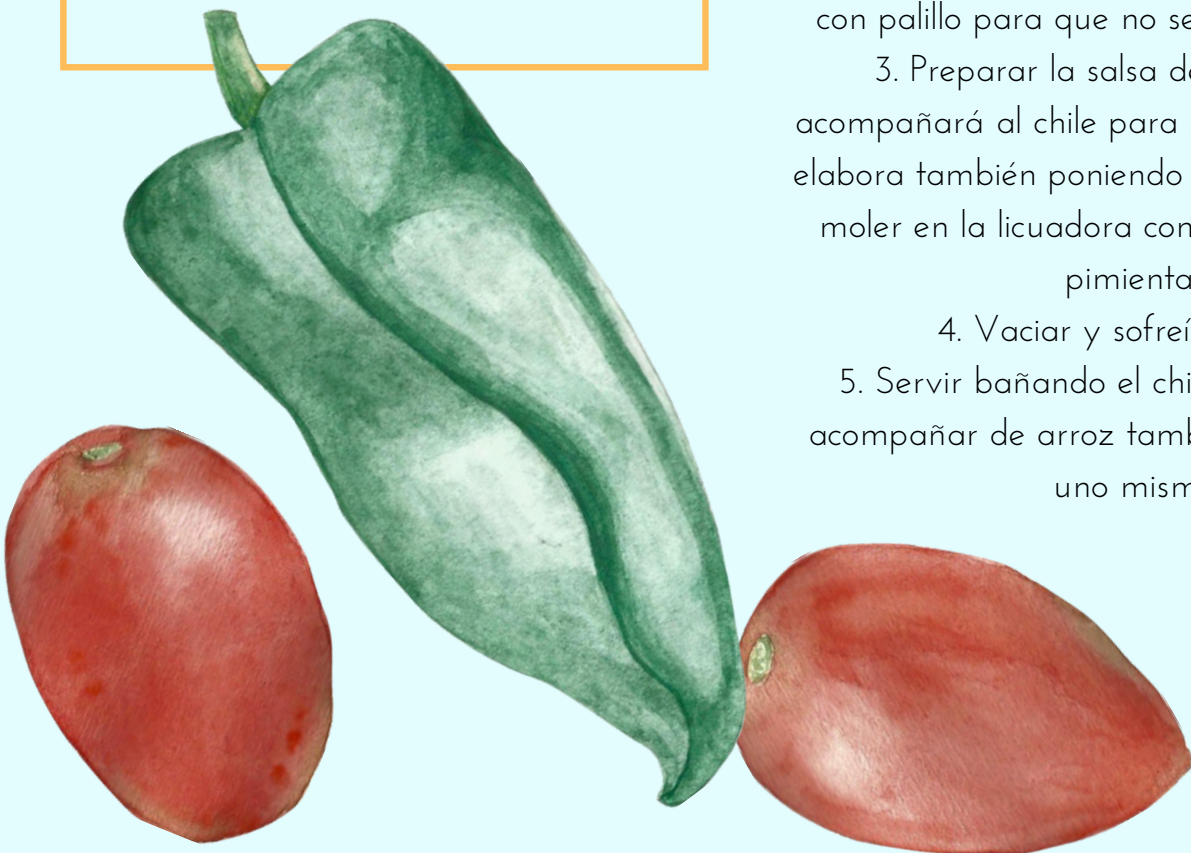 con palillo para que no se
3. Preparar la salsa de
acompañará al chile para
elabora también poniendo
moler en la licuadora con
pimienta
4. Vaciar y sofreí
5. Servir bañando el chi
acompañar de arroz tamb
uno mism